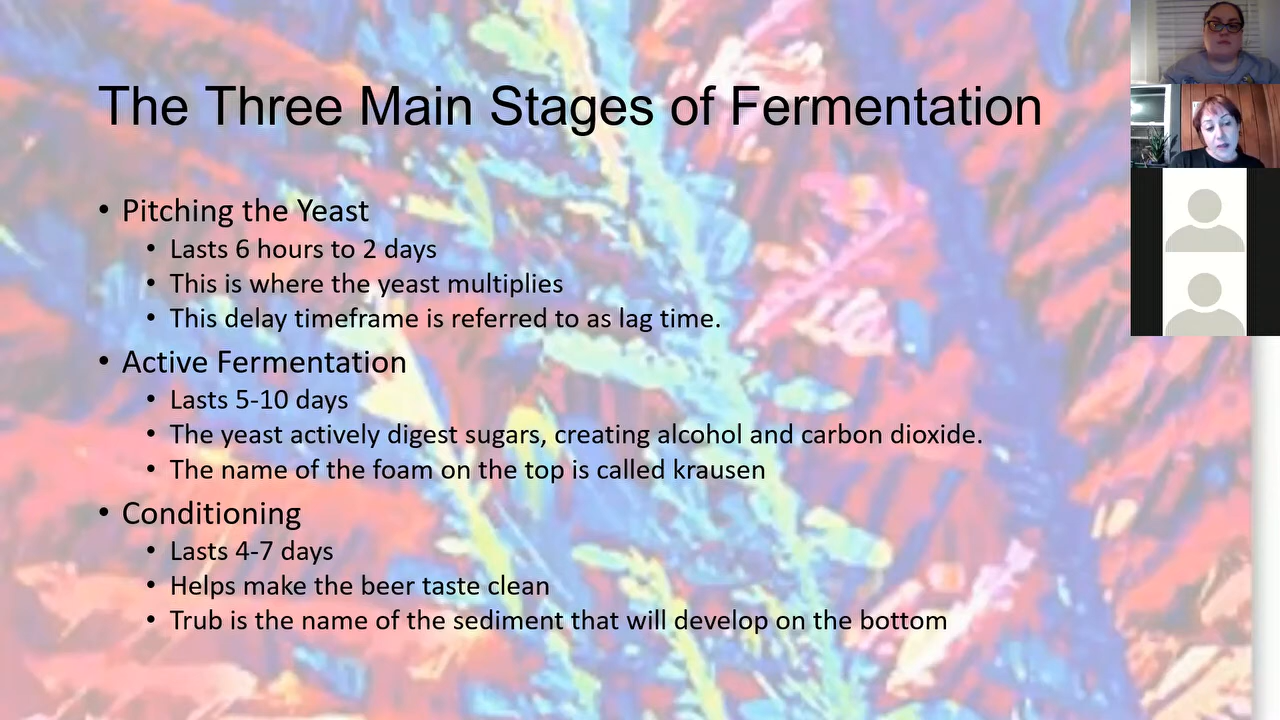 The Three Main Stages of Fermentation
• Pitching the Yeast
• Lasts 6 hours to 2 days
• This is where the yeast multiplies
• This delay timeframe is referred to as lag time.
• Active Fermentation
• Lasts 5-10 days
• The yeast actively digest sugars, creating alcohol and carbon dioxide.
• The name of the foam on the top is called krausen
• Conditioning
• Lasts 4-7 days
• Helps make the beer taste clean
• Trub is the name of the sediment that will develop on the bottom